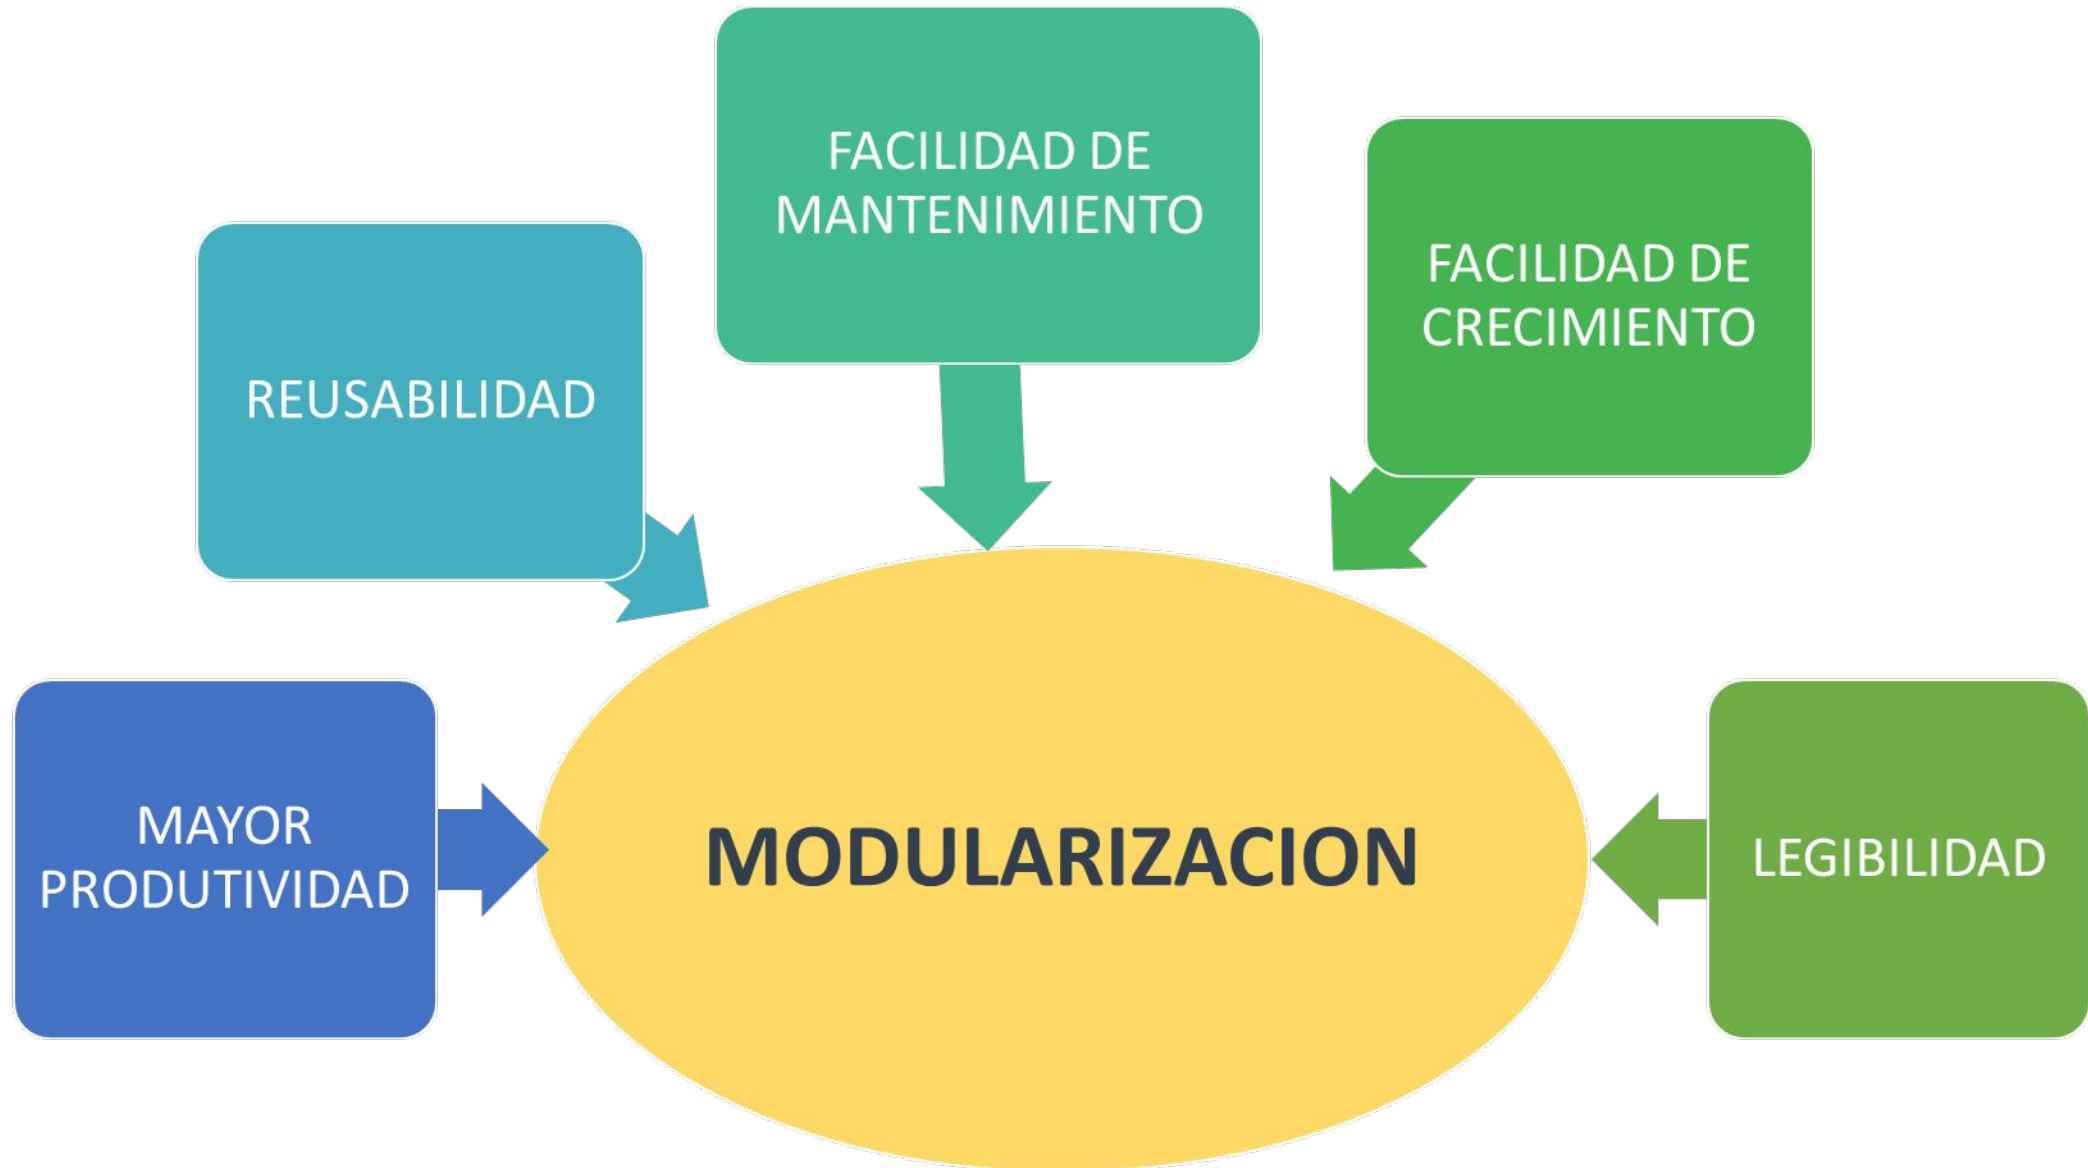 FACILIDAD DE
MANTENIMIENTO
FACILIDAD DE
CRECIMIENTO
REUSABILIDAD
MAYOR
PRODUTIVIDAD
MODULARIZACION
LEGIBILIDAD